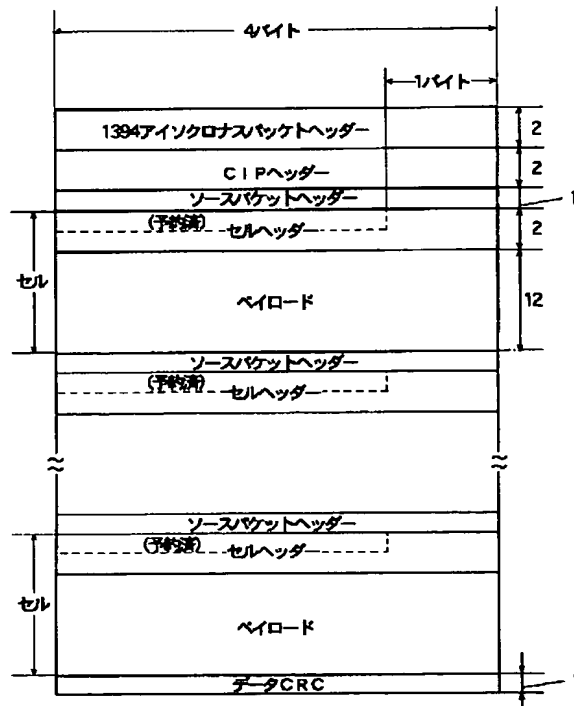 4バイト
1バイト
1394アイソクロナスパッケトヘッダー
2
CIPヘッダー
2
ソースパケットヘッダー
1
(予約済)
セルヘッダー
2
セル
ペイロード
12
ソースパケットヘッダー
(予約済)
セルヘッダー
ソースパケットヘッダー
(予約済)
セルヘッダー
セル
ペイロード
データCRC